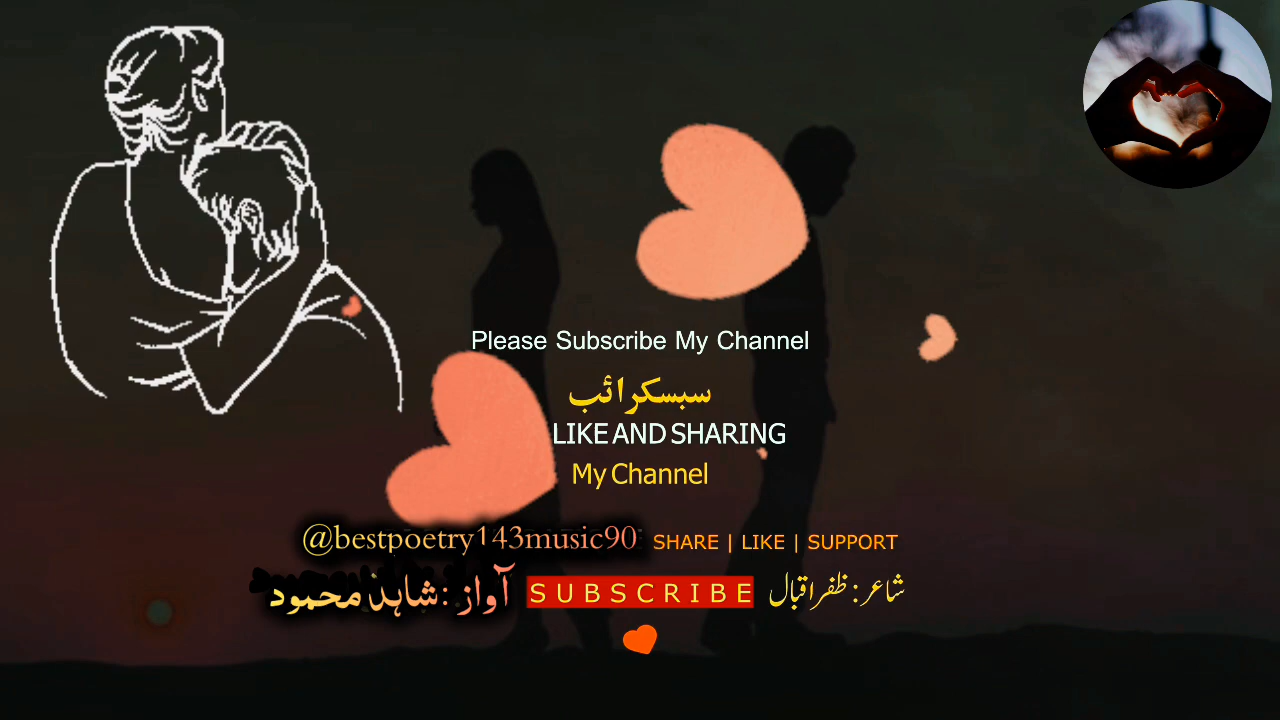 Please Subscribe My Channel
سبسکرائب
LIKE AND SHARING
My Channel
@bestpoetry143music90
SHARE | LIKE | SUPPORT
آواز :شاہد محمود
SUBSCRIBE
شاعر : ظفر اقبال